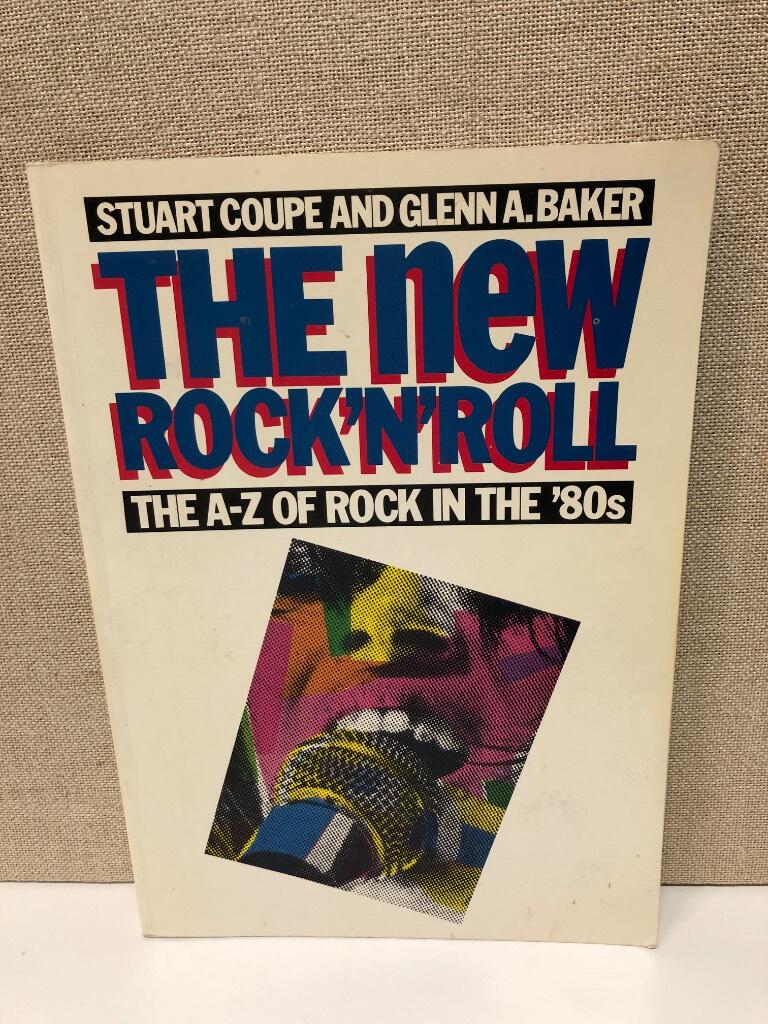 STUART COUPE AND GLENN A. BAKER
THE new
ROCK'N'ROLL
THE A-Z OF ROCK IN THE '80s